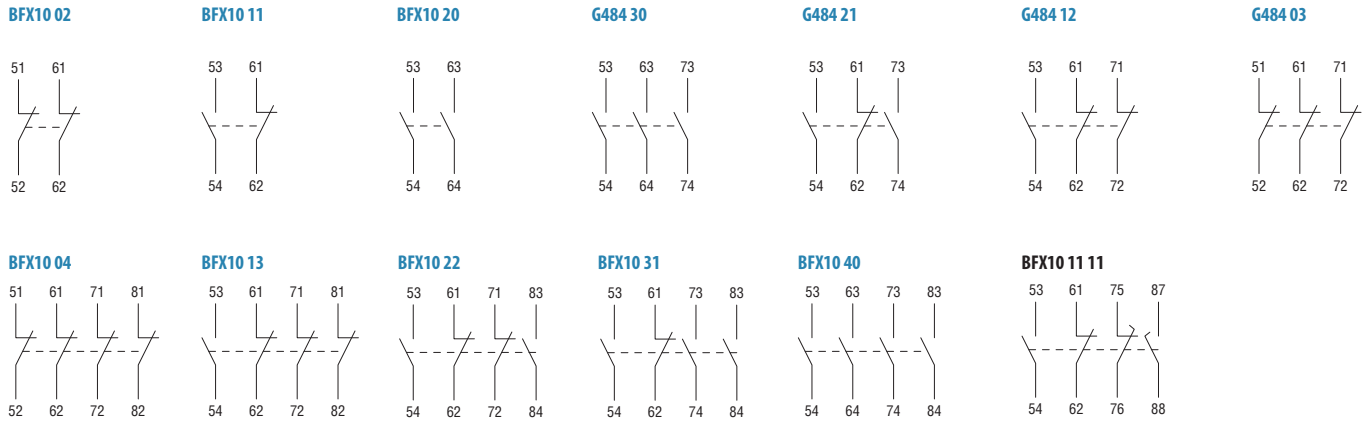 BFX10 02 BFX10 11 BFX10 20 G484 30 G484 21 G484 12 G484 03
51 61 53 61 53 63 53 63 73 53 61 73 53 61 71 51 61 71
52 62 54 62 54 64 54 64 74 54 62 74 54 62 72 52 62 72
BFX10 04 BFX10 13 BFX10 22 BFX10 31 BFX10 40 BFX10 11 11
51 61 71 81 53 61 71 81 53 61 71 83 53 61 73 83 53 63 73 83 53 61 75 87
52 62 72 82 54 62 72 82 54 62 72 84 54 62 74 84 54 64 74 84 54 62 76 88